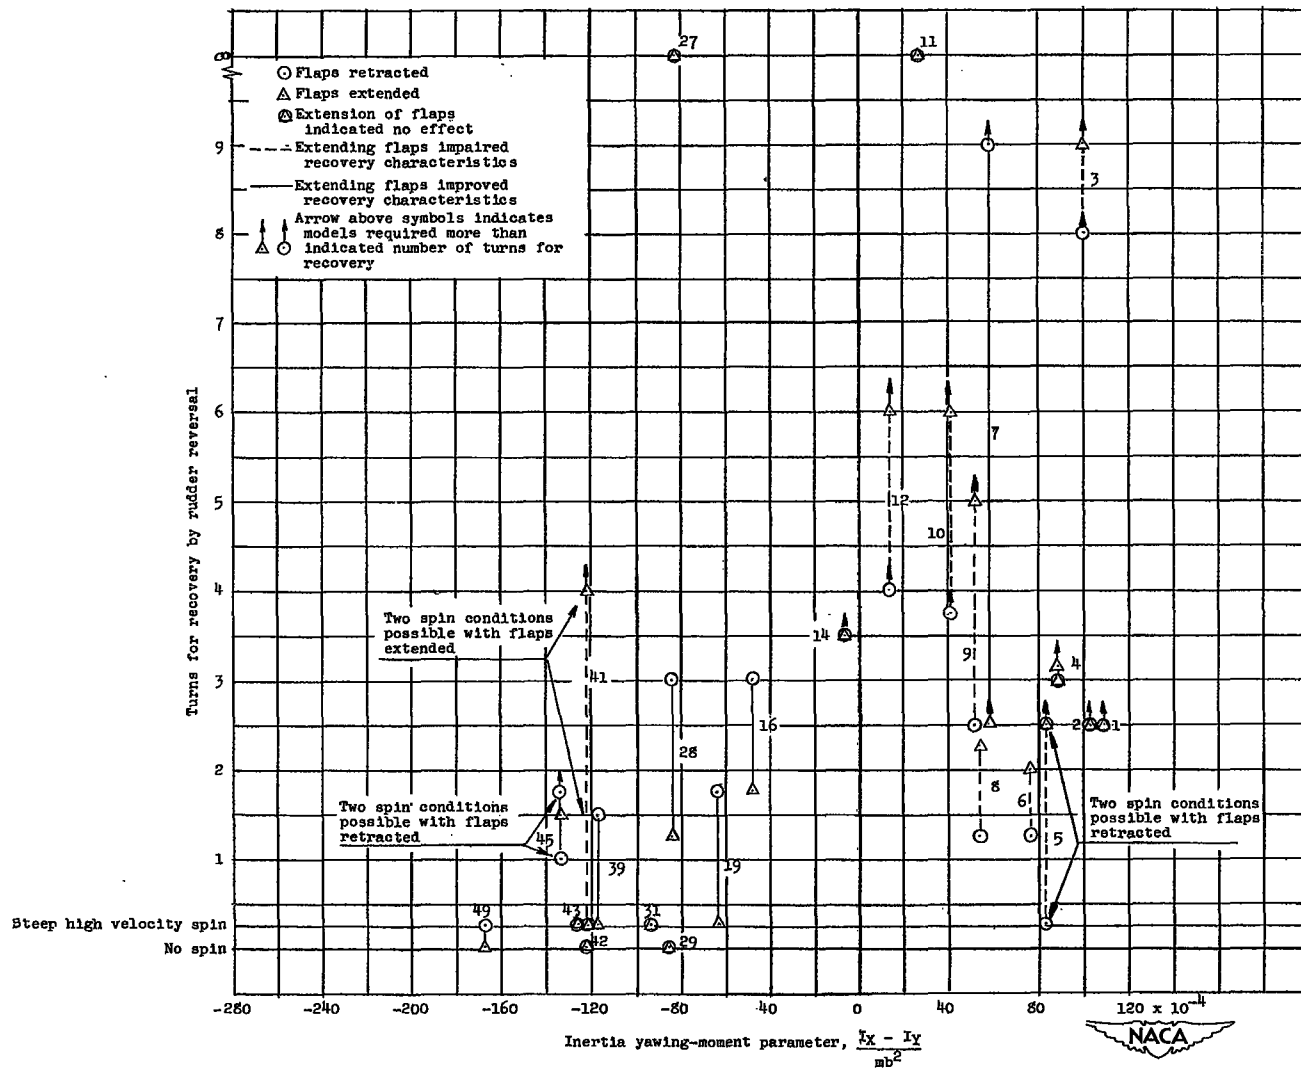 27
11
∞
Flaps retracted
Flaps extended
Extension of flaps
indicated no effect
Extending flaps impaired
recovery characteristics
Extending flaps improved
recovery characteristics
Arrow above symbols indicates
models required more than
indicated number of turns for
recovery
9
3
8
7
6
7
5
12
10
4
Two spin conditions
possible with flaps
extended
14
9
4
3
41
16
2
1
28
2
8
6
Two spin conditions
possible with flaps
retracted
Two spin conditions
possible with flaps
retracted
45
5
1
39
19
49
43
31
Steep high velocity spin
42
29
No spin
-280
-240
-200
-160
-120
-80
-40
0
40
80
120 x 10⁻⁴
Turns for recovery by rudder reversal
Inertia yawing-moment parameter, Ix - Iy
mb²
NACA